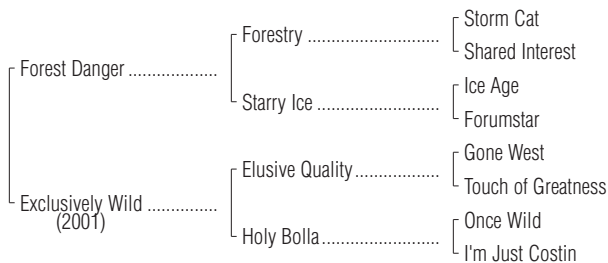 Storm Cat
Forestry ...........................
Shared Interest
Forest Danger ..................
Ice Age
Starry Ice .........................
Forumstar
Gone West
Elusive Quality.................
Touch of Greatness
Exclusively Wild ..............
(2001)
Once Wild
Holy Bolla........................
I'm Just Costin